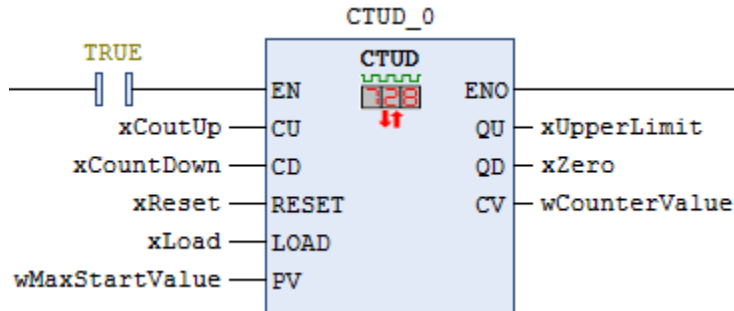 CTUD_0
TRUE
CTUD
EN 728 ENO
xCoutUp CU QU xUpperLimit
xCountDown CD QD xZero
xReset RESET CV wCounterValue
xLoad LOAD
wMaxStartValue PV